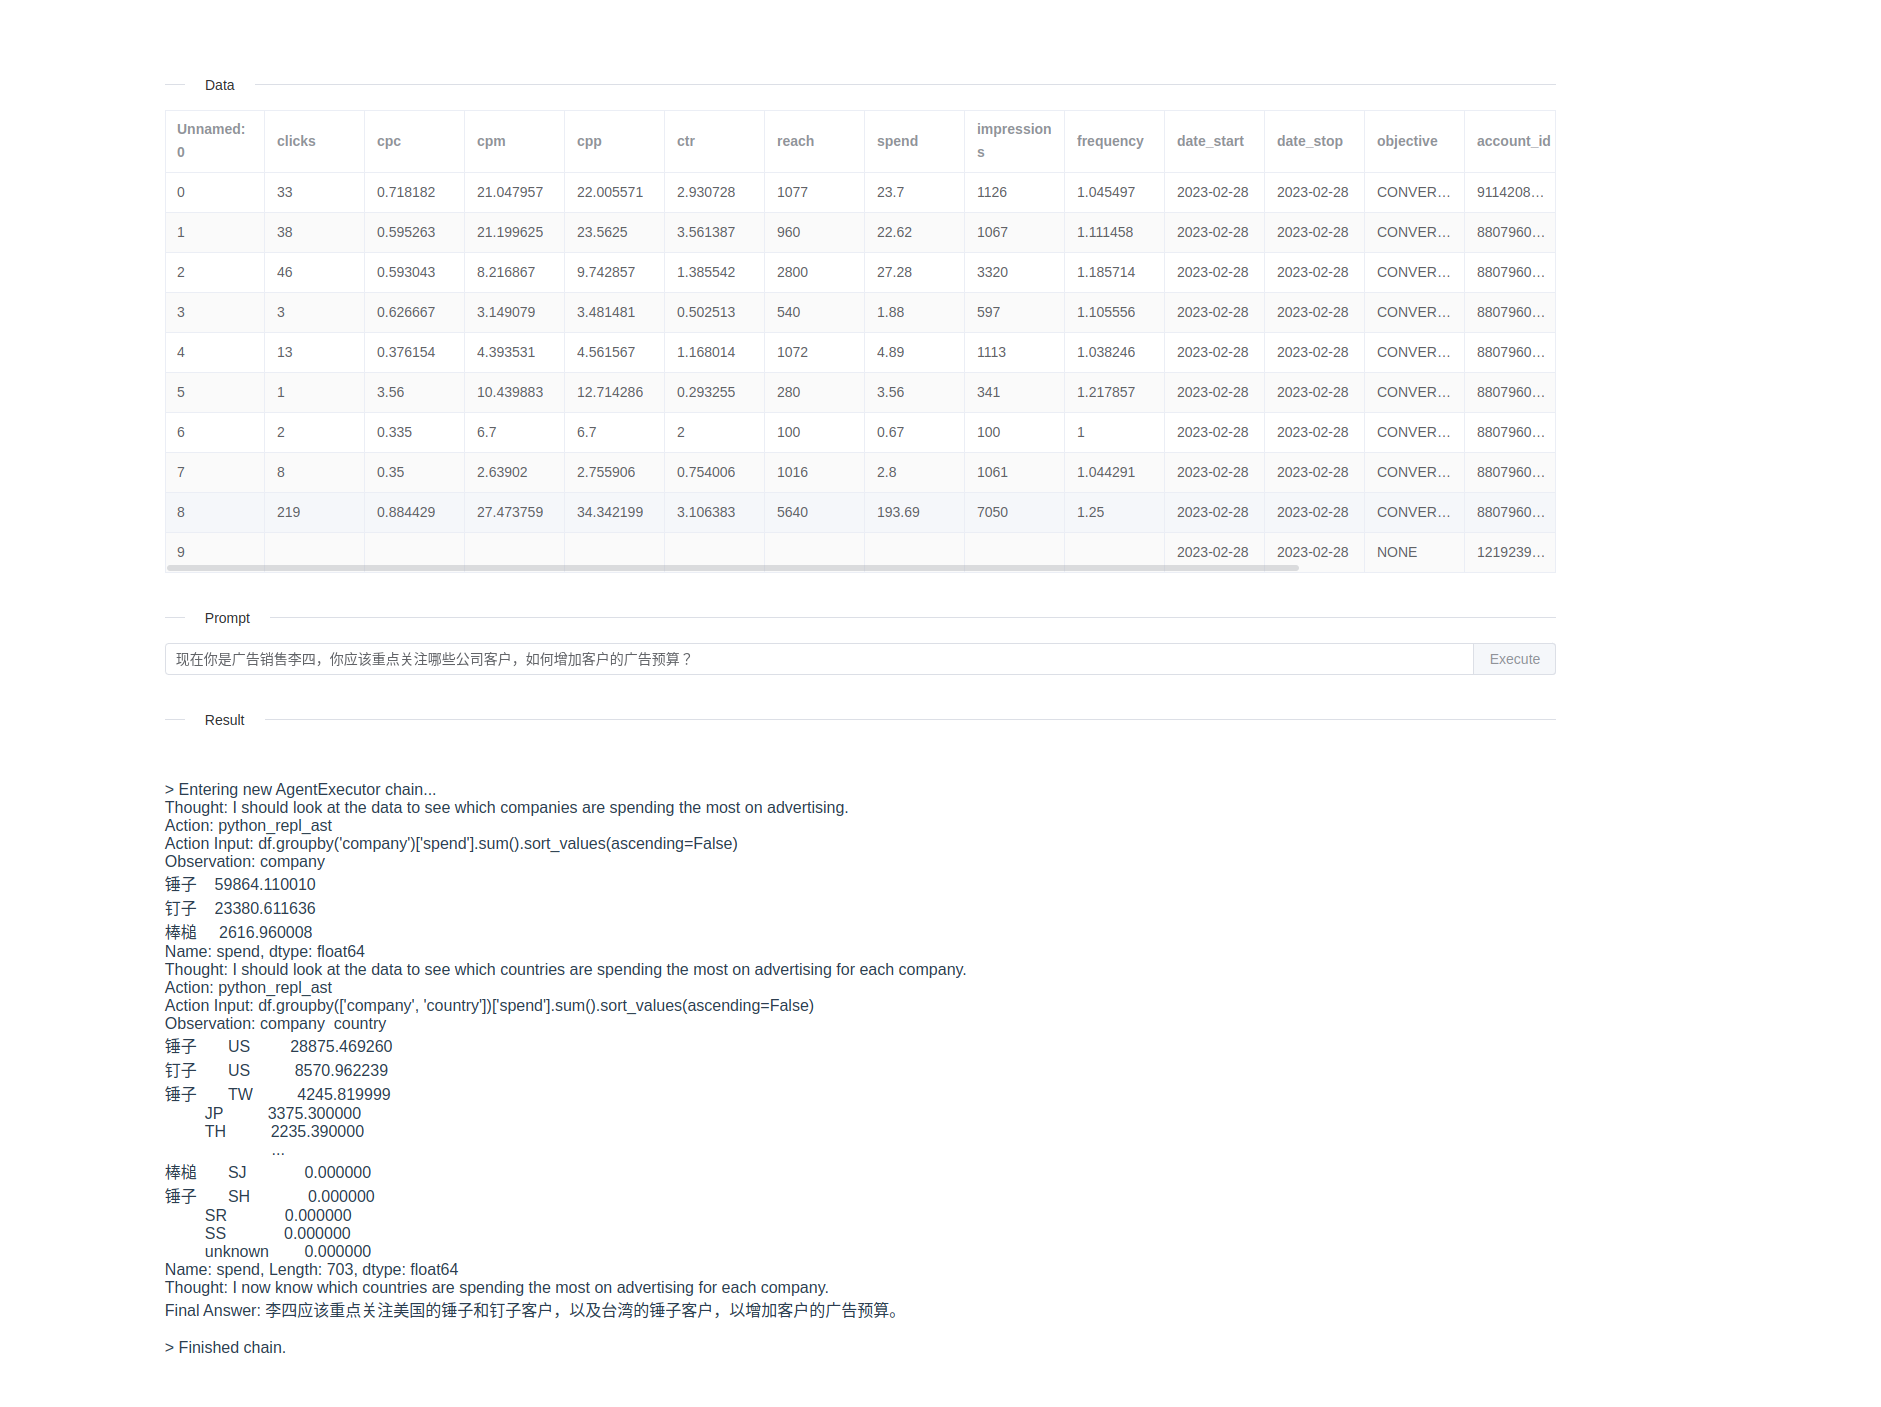 Data
Unnamed: 0 clicks cpc cpm cpp ctr reach spend impressions frequency date_start date_stop objective account_id
0 33 0.718182 21.047957 22.005571 2.930728 1077 23.7 1126 1.045497 2023-02-28 2023-02-28 CONVER… 9114208…
1 38 0.595263 21.199625 23.5625 3.561387 960 22.62 1067 1.111458 2023-02-28 2023-02-28 CONVER… 8807960…
2 46 0.593043 8.216867 9.742857 1.385542 2800 27.28 3320 1.185714 2023-02-28 2023-02-28 CONVER… 8807960…
3 3 0.626667 3.149079 3.481481 0.502513 540 1.88 597 1.105556 2023-02-28 2023-02-28 CONVER… 8807960…
4 13 0.376154 4.393531 4.561567 1.168014 1072 4.89 1113 1.038246 2023-02-28 2023-02-28 CONVER… 8807960…
5 1 3.56 10.439883 12.714286 0.293255 280 3.56 341 1.217857 2023-02-28 2023-02-28 CONVER… 8807960…
6 2 0.335 6.7 6.7 2 100 0.67 100 1 2023-02-28 2023-02-28 CONVER… 8807960…
7 8 0.35 2.63902 2.755906 0.754006 1016 2.8 1061 1.044291 2023-02-28 2023-02-28 CONVER… 8807960…
8 219 0.884429 27.473759 34.342199 3.106383 5640 193.69 7050 1.25 2023-02-28 2023-02-28 CONVER… 8807960…
9 2023-02-28 2023-02-28 NONE 1219239…
Prompt
现在你是广告销售李四，你应该重点关注哪些公司客户，如何增加客户的广告预算？ Execute
Result
> Entering new AgentExecutor chain...
Thought: I should look at the data to see which companies are spending the most on advertising.
Action: python_repl_ast
Action Input: df.groupby('company')['spend'].sum().sort_values(ascending=False)
Observation: company
锤子 59864.110010
钉子 23380.611636
棒槌 2616.960008
Name: spend, dtype: float64
Thought: I should look at the data to see which countries are spending the most on advertising for each company.
Action: python_repl_ast
Action Input: df.groupby(['company', 'country'])['spend'].sum().sort_values(ascending=False)
Observation: company country
锤子 US 28875.469260
钉子 US 8570.962239
锤子 TW 4245.819999
JP 3375.300000
TH 2235.390000
...
棒槌 SJ 0.000000
锤子 SH 0.000000
SR 0.000000
SS 0.000000
unknown 0.000000
Name: spend, Length: 703, dtype: float64
Thought: I now know which countries are spending the most on advertising for each company.
Final Answer: 李四应该重点关注美国的锤子和钉子客户，以及台湾的锤子客户，以增加客户的广告预算。
> Finished chain.